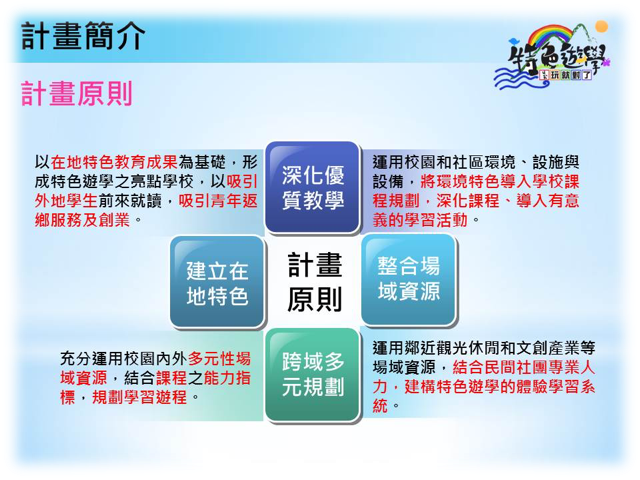 計畫簡介
特色遊學
玩就對了
計畫原則
以在地特色教育成果為基礎，形
成特色遊學之亮點學校，以吸引
外地學生前來就讀，吸引青年返
鄉服務及創業。
深化優
質教學
運用校園和社區環境、設施與
設備，將環境特色導入學校課
程規劃，深化課程、導入有意
義的學習活動。
建立在
地特色
計畫
原則
整合場
域資源
充分運用校園內外多元性場
域資源，結合課程之能力指
標，規劃學習遊程。
跨域多
元規劃
運用鄰近觀光休閒和文創產業等
場域資源，結合民間社團專業人
力，建構特色遊學的體驗學習系
統。